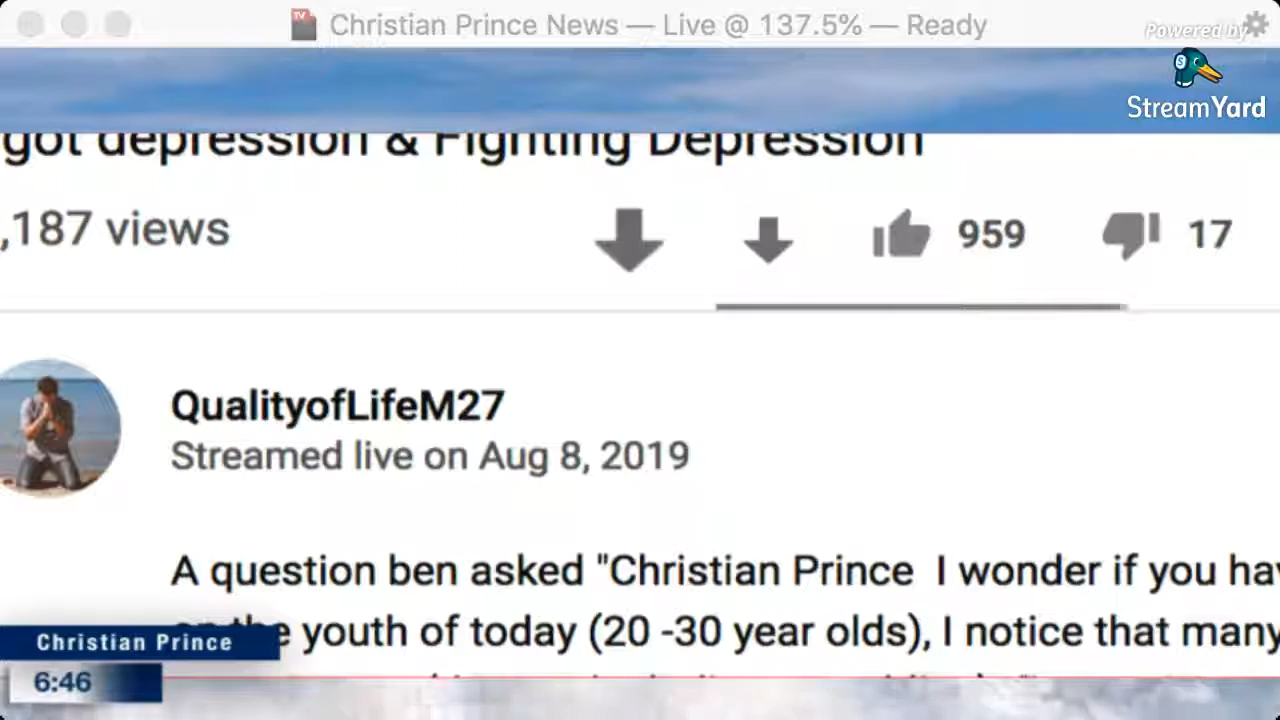 Christian Prince News — Live @ 137.5% — Ready
Powered by
StreamYard
got depression & Fighting Depression
,187 views
959
17
QualityofLifeM27
Streamed live on Aug 8, 2019
A question ben asked "Christian Prince I wonder if you hav
youth of today (20 -30 year olds), I notice that many
Christian Prince
6:46